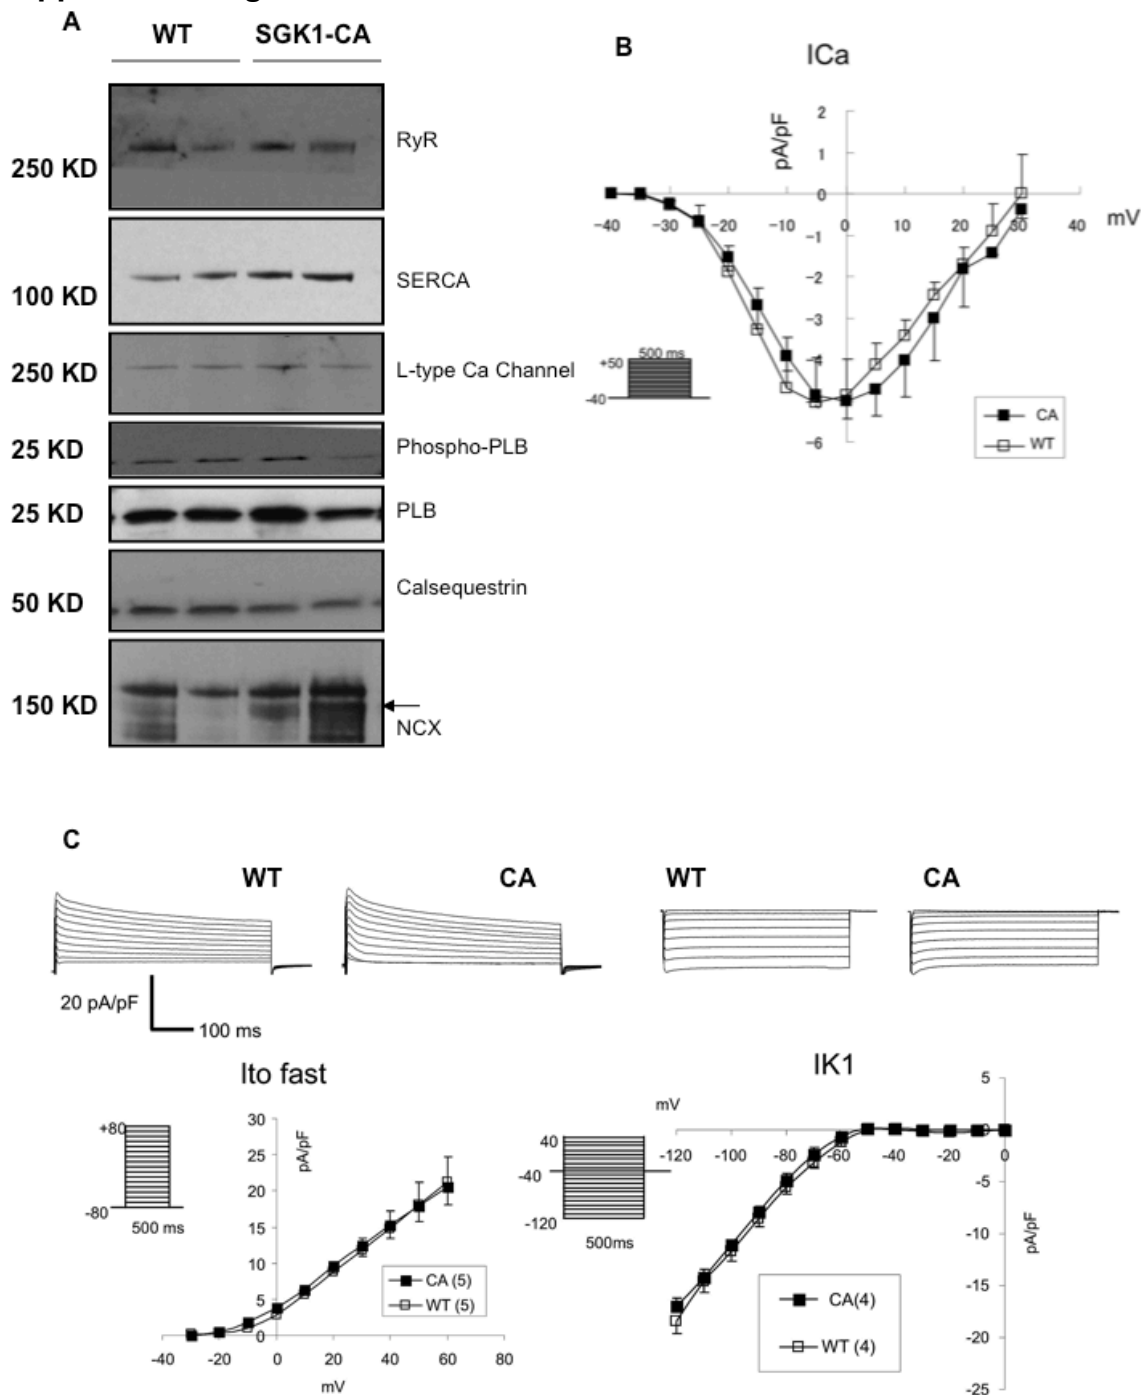 A
WT
SGK1-CA
RyR
250 KD
SERCA
100 KD
L-type Ca Channel
250 KD
Phospho-PLB
25 KD
PLB
25 KD
Calsequestrin
50 KD
150 KD
NCX
B
ICa
pA/pF
2
1
0
-40
-30
-20
-10
0
10
20
30
40
mV
-1
-2
-3
-4
-5
-6
500 ms
+50
-40
CA
WT
C
WT
CA
WT
CA
20 pA/pF
100 ms
Ito fast
+80
-80
500 ms
30
25
20
15
10
5
0
pA/pF
-40
-20
0
20
40
60
80
mV
CA (5)
WT (5)
IK1
mV
40
-40
-120
500ms
5
0
-120
-100
-80
-60
-40
-20
0
-5
-10
-15
-20
-25
pA/pF
CA(4)
WT (4)